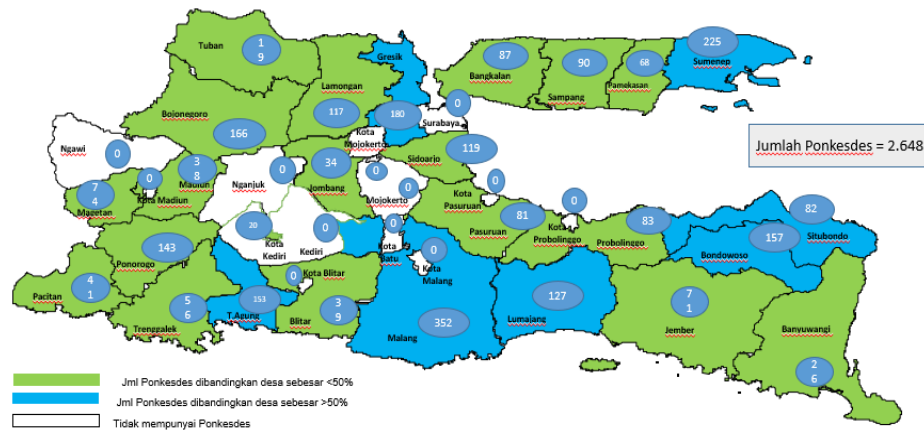 Tuban
1
9
Gresik
87
Bangkalan
90
Sampang
68
Pamekasan
225
Sumenep
Lamongan
117
180
0
Surabaya
Bojonegoro
166
Kota
Mojokerto
Ngawi
0
Jumlah Ponkesdes = 2.648
119
Sidoarjo
34
Jombang
0
0
Mojokerto
0
Nganjuk
3
8
Madiun
0
Kota Madiun
7
4
Magetan
0
Kota
Pasuruan
81
Pasuruan
0
Kota
Probolinggo
83
Probolinggo
82
Situbondo
157
Bondowoso
143
Ponorogo
20
Kota
Kediri
0
Kediri
0
Kota
Batu
0
Kota
Malang
0
Kota Blitar
4
1
Pacitan
5
6
Trenggalek
153
T.Agung
3
9
Blitar
352
Malang
127
Lumajang
7
1
Jember
Banyuwangi
2
6
Jml Ponkesdes dibandingkan desa sebesar <50%
Jml Ponkesdes dibandingkan desa sebesar >50%
Tidak mempunyai Ponkesdes